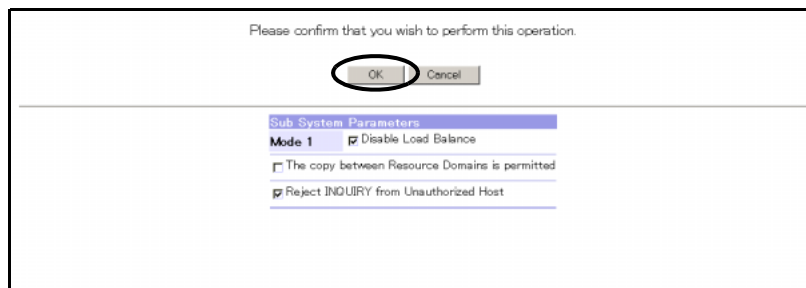 Please confirm that you wish to perform this operation.
OK Cancel
Sub System Parameters
Mode 1 Disable Load Balance
The copy between Resource Domains is permitted
Reject INQUIRY from Unauthorized Host